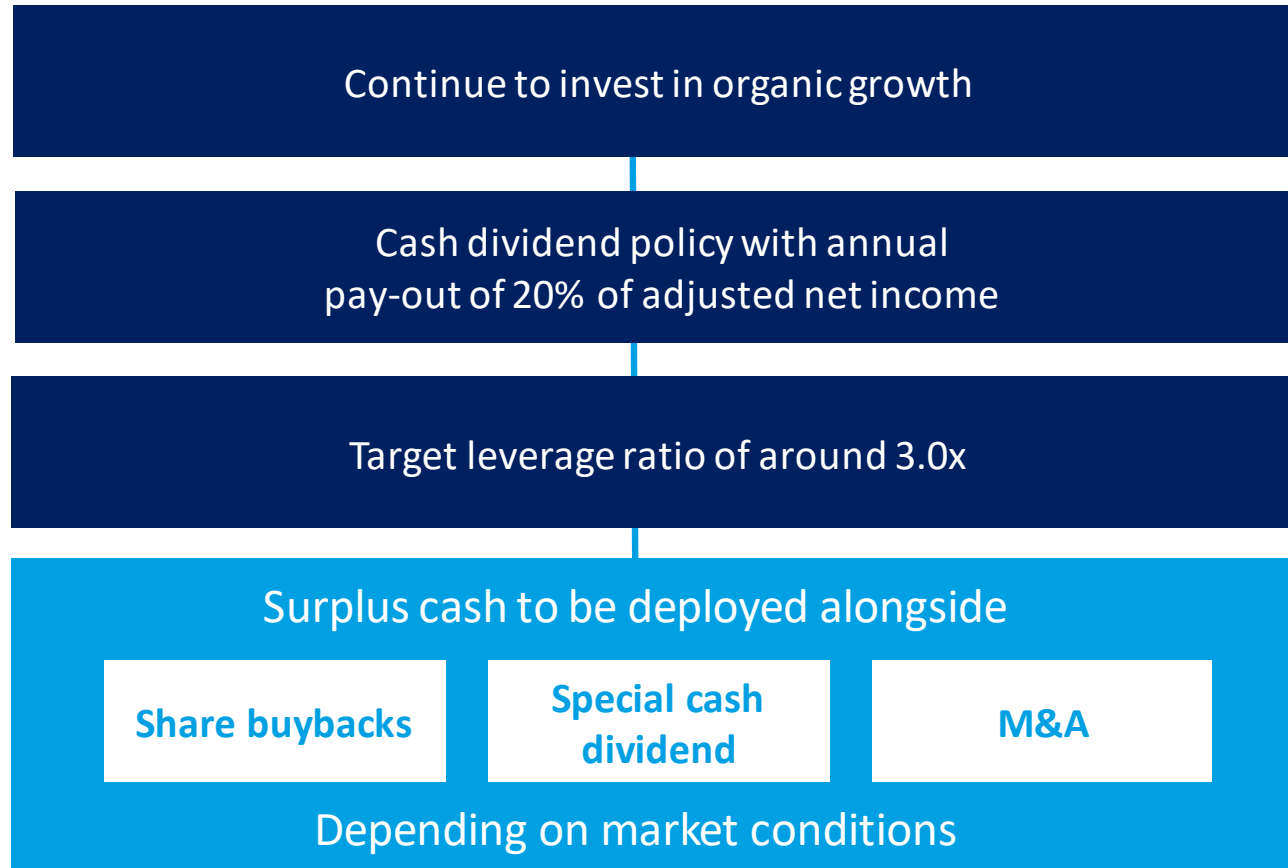 Continue to invest in organic growth
Cash dividend policy with annual
pay-out of 20% of adjusted net income
Target leverage ratio of around 3.0x
Surplus cash to be deployed alongside
Share buybacks
Special cash
dividend
M&A
Depending on market conditions